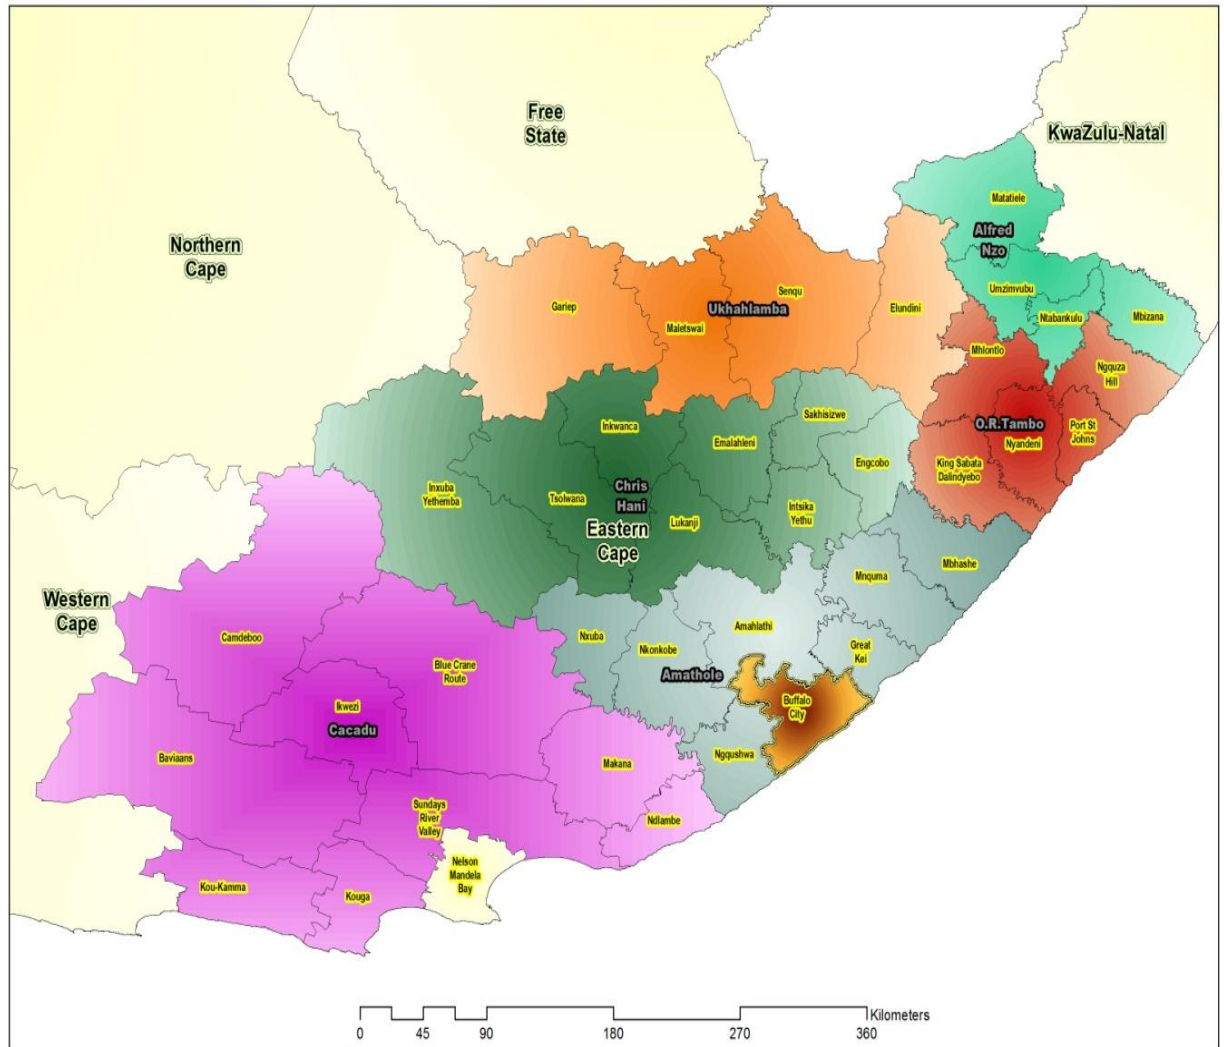 Free
State
KwaZulu-Natal
Matatiele
Alfred
Nzo
Northern
Cape
Umzimvubu
Senqu
Gariep
Ukhahlamba
Elundini
Ntabankulu
Mbizana
Maletswai
Mhlontlo
Ngquza
Hill
Sakhisizwe
Inkwanca
O.R.Tambo
Port St
Johns
Emalahleni
Nyandeni
Engcobo
King Sabata
Dalindyebo
Inxuba
Yethemba
Chris
Hani
Tsolwana
Intsika
Yethu
Lukanji
Eastern
Cape
Mbhashe
Mnquma
Western
Cape
Camdeboo
Nxuba
Amahlathi
Nkonkobe
Great
Kei
Blue Crane
Route
Amathole
Ikwezi
Buffalo
City
Cacadu
Baviaans
Ngqushwa
Makana
Sundays
River
Valley
Ndlambe
Nelson
Mandela
Bay
Kou-Kamma
Kouga
Kilometers
0 45 90 180 270 360